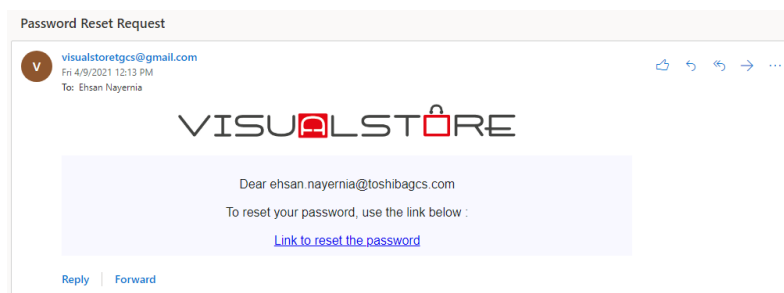 Password Reset Request
V
visualstoretgcs@gmail.com
Fri 4/9/2021 12:13 PM
To: Ehsan Nayernia
VISUALSTORE
Dear ehsan.nayernia@toshibagcs.com
To reset your password, use the link below :
Link to reset the password
Reply Forward